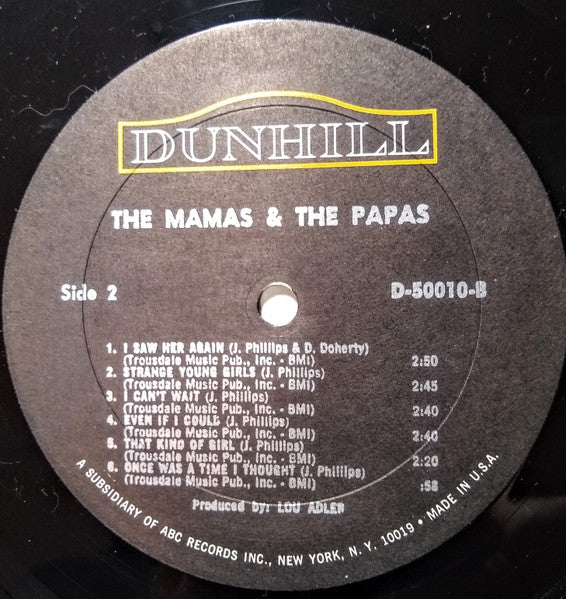 DUNHILL
THE MAMAS & THE PAPAS
Side 2 D-50010-B
1. I SAW HER AGAIN (J. Phillips & D. Doherty)
(Trousdale Music Pub., Inc. - BMI) 2:50
2. STRANGE YOUNG GIRLS (J. Phillips)
(Trousdale Music Pub., Inc. - BMI) 2:45
3. I CAN'T WAIT (J. Phillips)
(Trousdale Music Pub., Inc. - BMI) 2:40
4. EVEN IF I COULD (J. Phillips)
(Trousdale Music Pub., Inc. - BMI) 2:40
5. THAT KIND OF GIRL (J. Phillips)
(Trousdale Music Pub., Inc. - BMI) 2:20
6. ONCE WAS A TIME I THOUGHT (J. Phillips)
(Trousdale Music Pub., Inc. - BMI) :58
Produced by: LOU ADLER
A SUBSIDIARY OF ABC RECORDS INC., NEW YORK, N. Y. 10019 • MADE IN U.S.A.